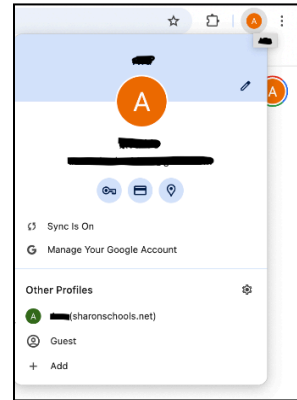 A
A
A
Sync Is On
G Manage Your Google Account
Other Profiles
A (sharonschools.net)
Guest
+ Add